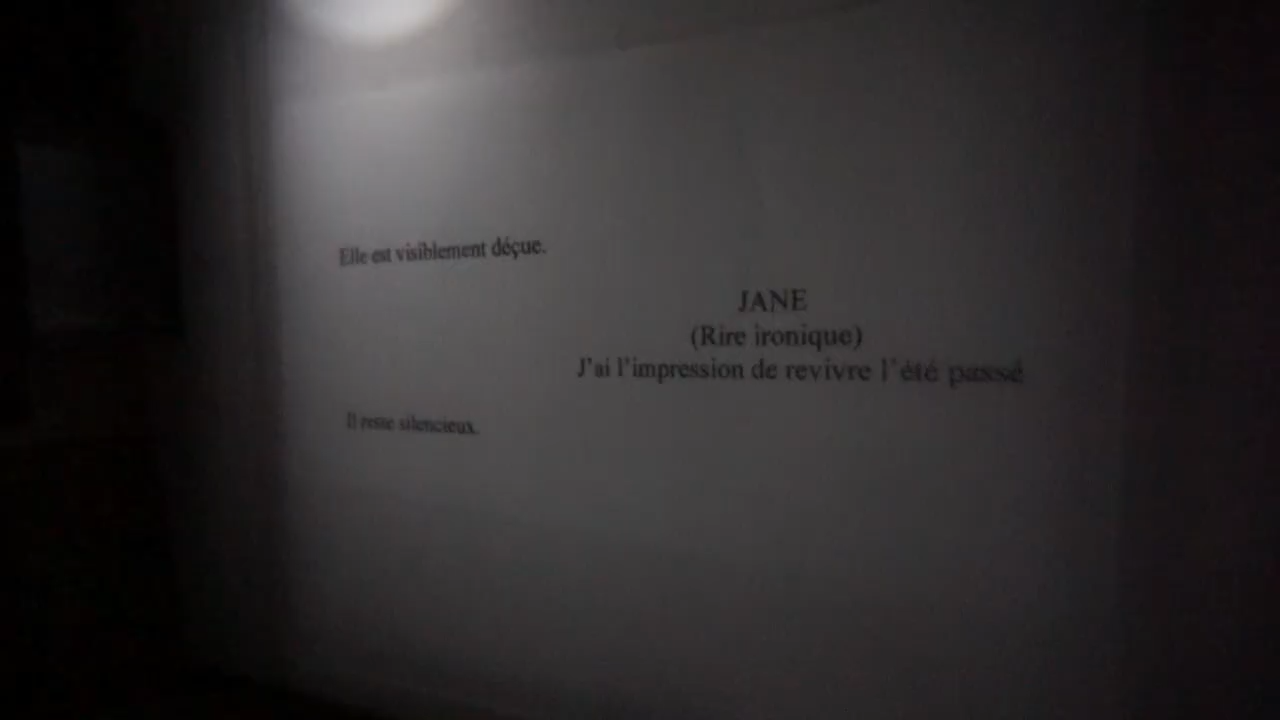 Elle est visiblement déçue.
JANE
(Rire ironique)
J'ai l'impression de revivre l'été passé
Il reste silencieux.